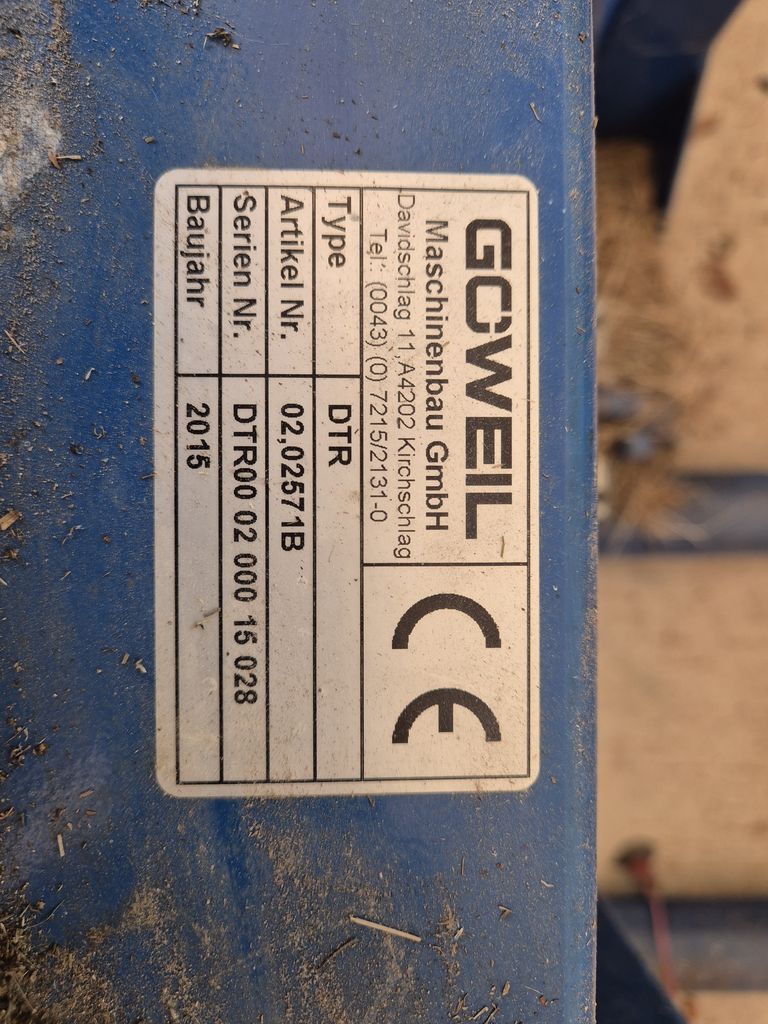 GÖWEIL
Maschinenbau GmbH
Davidschlag 11,A4202 Kirchschlag
Tel.: (0043) (0) 7215/2131-0
CE
Type DTR
Artikel Nr. 02,02571B
Serien Nr. DTR00 02 000 15 028
Baujahr 2015